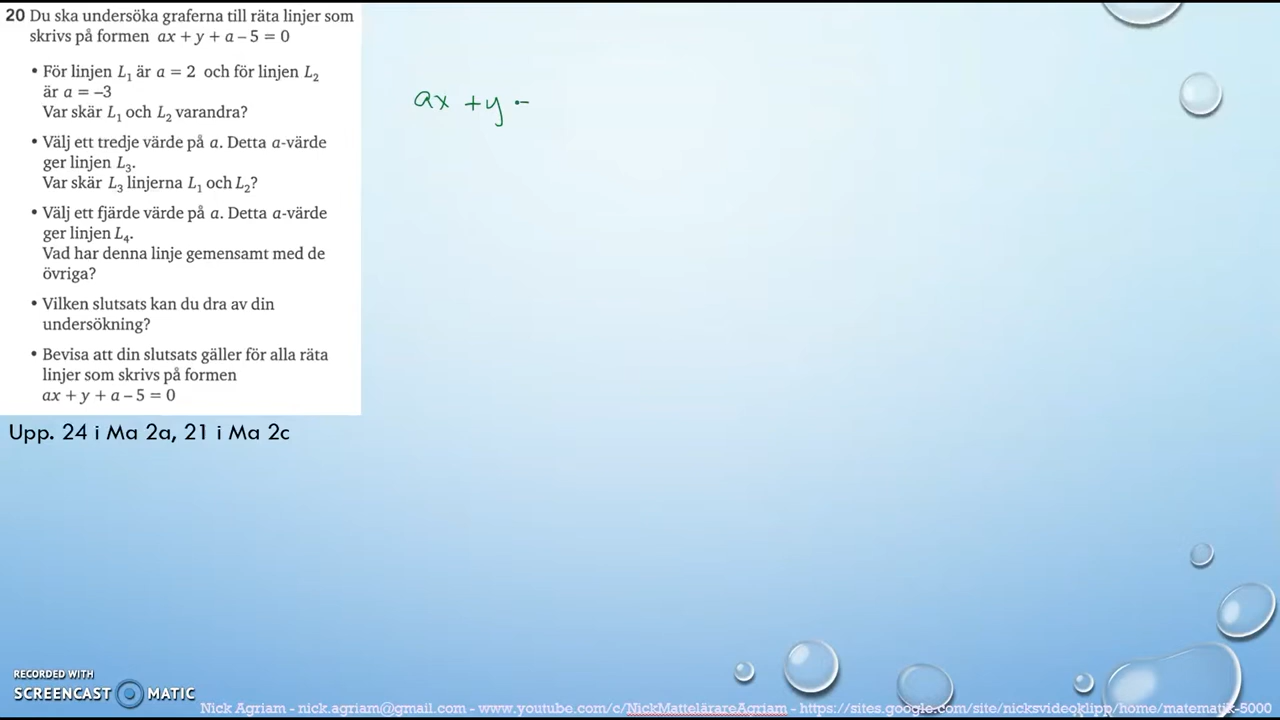 20 Du ska undersöka graferna till räta linjer som
skrivs på formen ax + y + a – 5 = 0
• För linjen L₁ är a = 2 och för linjen L₂
är a = –3
Var skär L₁ och L₂ varandra?
• Välj ett tredje värde på a. Detta a-värde
ger linjen L₃.
Var skär L₃ linjerna L₁ och L₂?
• Välj ett fjärde värde på a. Detta a-värde
ger linjen L₄.
Vad har denna linje gemensamt med de
övriga?
• Vilken slutsats kan du dra av din
undersökning?
• Bevisa att din slutsats gäller för alla räta
linjer som skrivs på formen
ax + y + a – 5 = 0
Upp. 24 i Ma 2a, 21 i Ma 2c
ax + y -
RECORDED WITH
SCREENCAST MATIC
Nick Agriam - nick.agriam@gmail.com - www.youtube.com/c/NickMattelärareAgriam - https://sites.google.com/site/nicksvideoklipp/home/matematik-5000